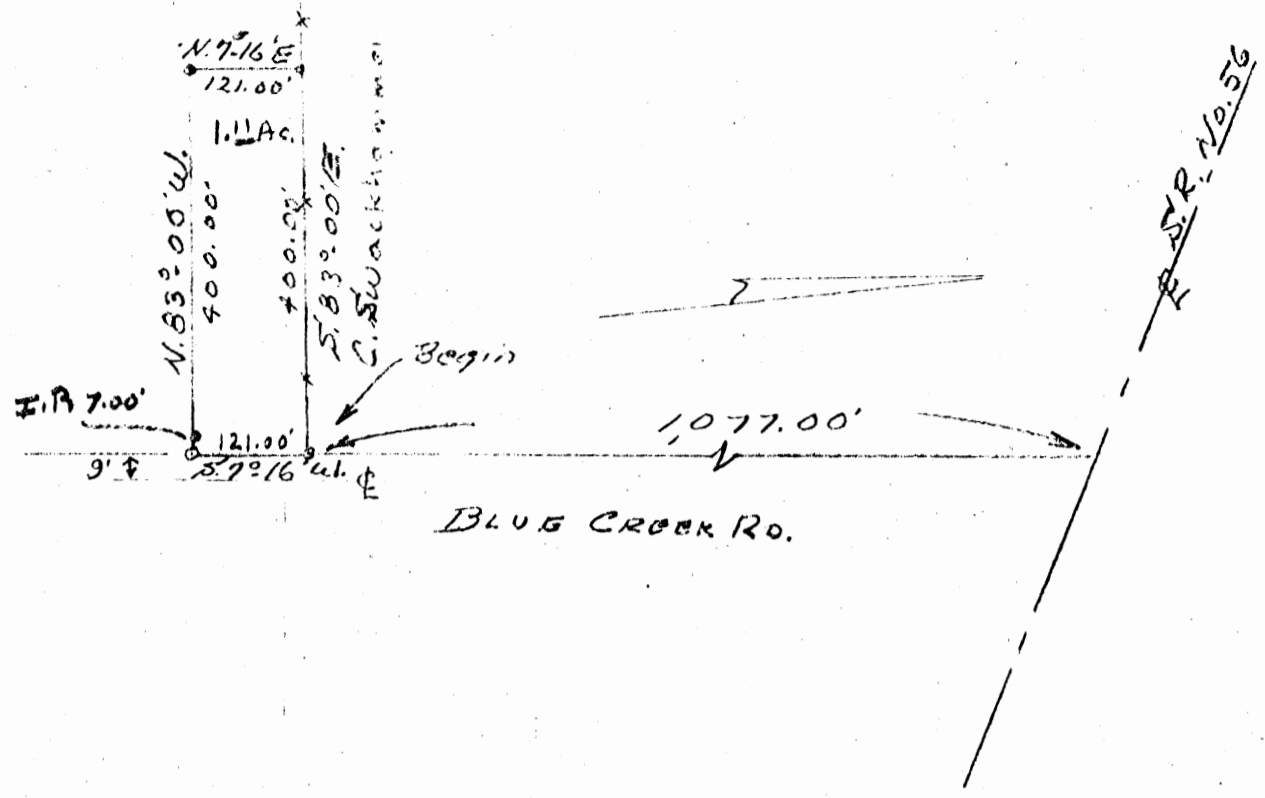 N. 7°-16' E
121.00'
1.11 Ac.
N. 83°-00' W.
400.00'
400.00'
S. 83°-00' E.
S. R. No. 56
Begin
I.P. 7.00'
121.00'
S. 7°-16' W.
9'
℄
1,077.00'
BLUE CREEK RD.